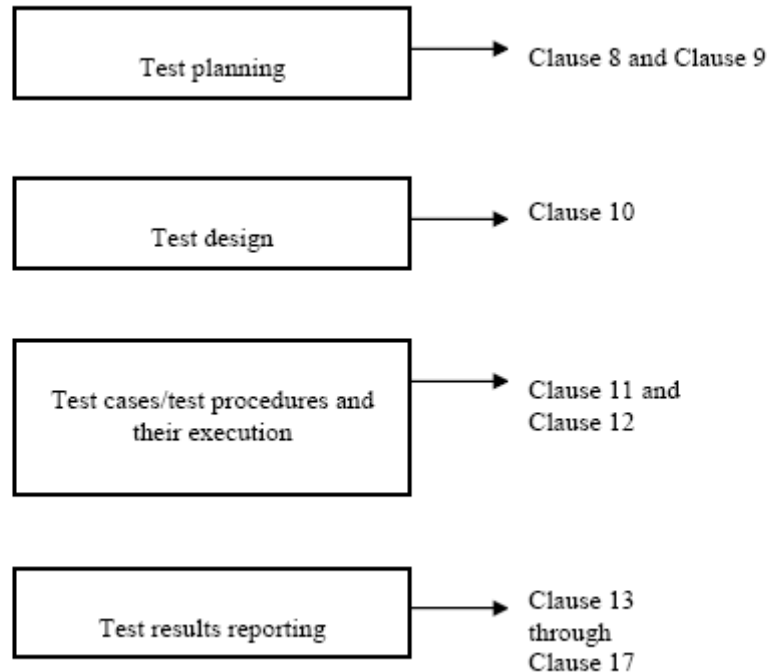 Test planning
Clause 8 and Clause 9
Test design
Clause 10
Test cases/test procedures and
their execution
Clause 11 and
Clause 12
Test results reporting
Clause 13
through
Clause 17